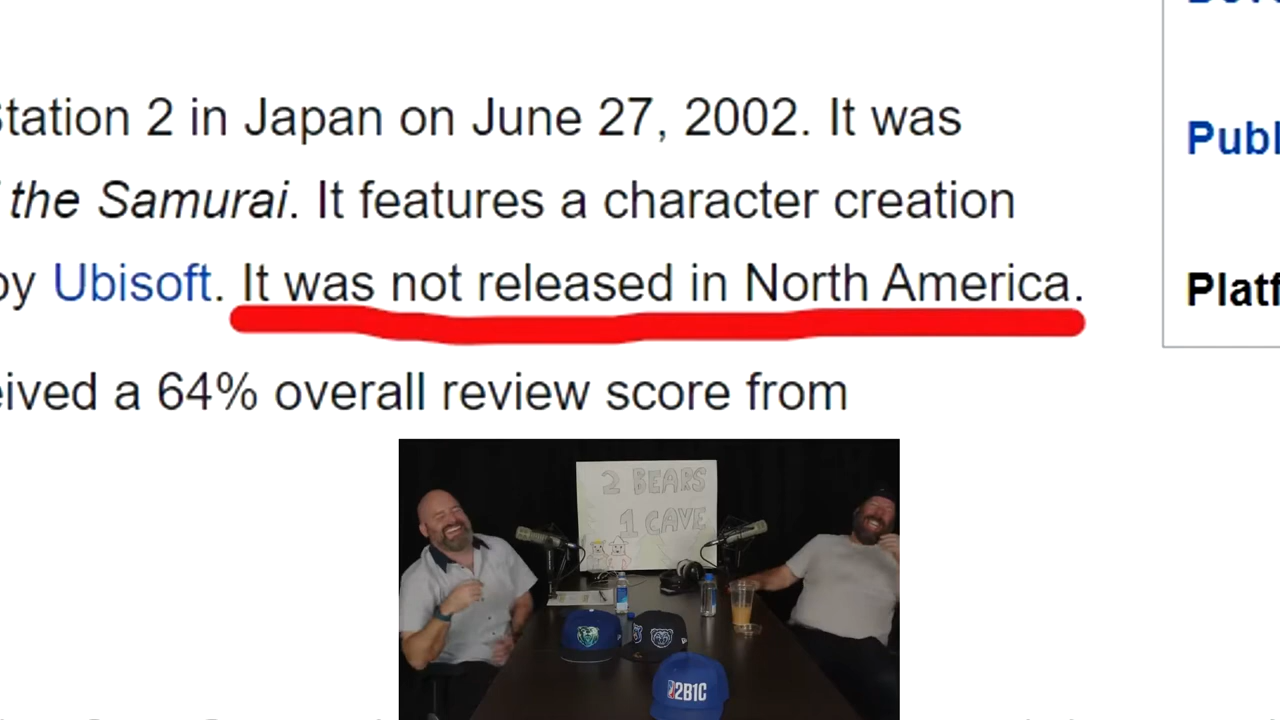 Station 2 in Japan on June 27, 2002. It was
the Samurai. It features a character creation
by Ubisoft. It was not released in North America.
eived a 64% overall review score from
Publ
Platf
2 BEARS
1 CAVE
2B1C